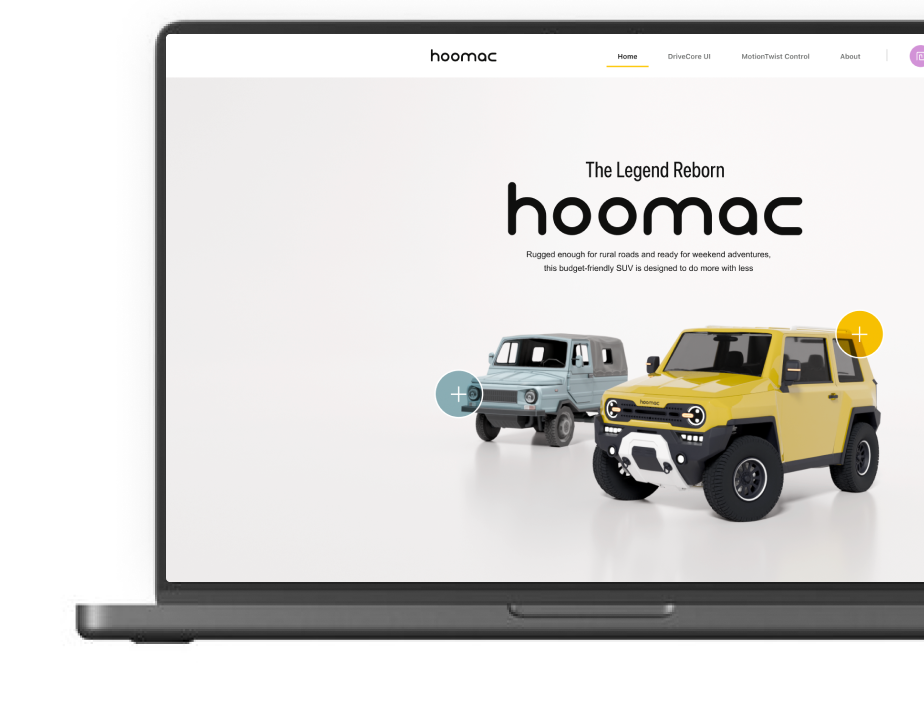 hoomac
Home DriveCore UI MotionTwist Control About
The Legend Reborn
hoomac
Rugged enough for rural roads and ready for weekend adventures,
this budget-friendly SUV is designed to do more with less
hoomac